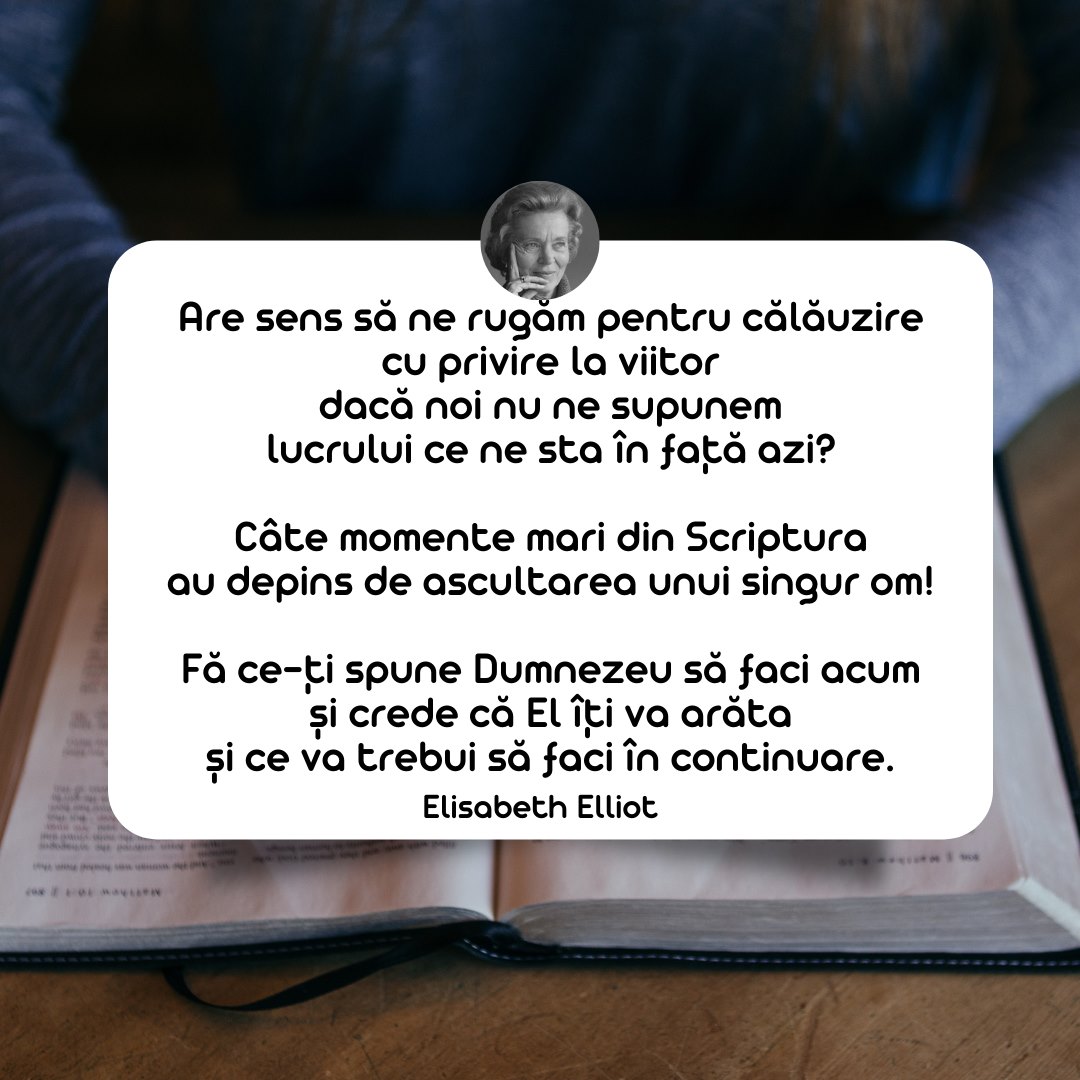 Are sens să ne rugăm pentru călăuzire
cu privire la viitor
dacă noi nu ne supunem
lucrului ce ne sta în față azi?
Câte momente mari din Scriptura
au depins de ascultarea unui singur om!
Fă ce-ți spune Dumnezeu să faci acum
și crede că El îți va arăta
și ce va trebui să faci în continuare.
Elisabeth Elliot